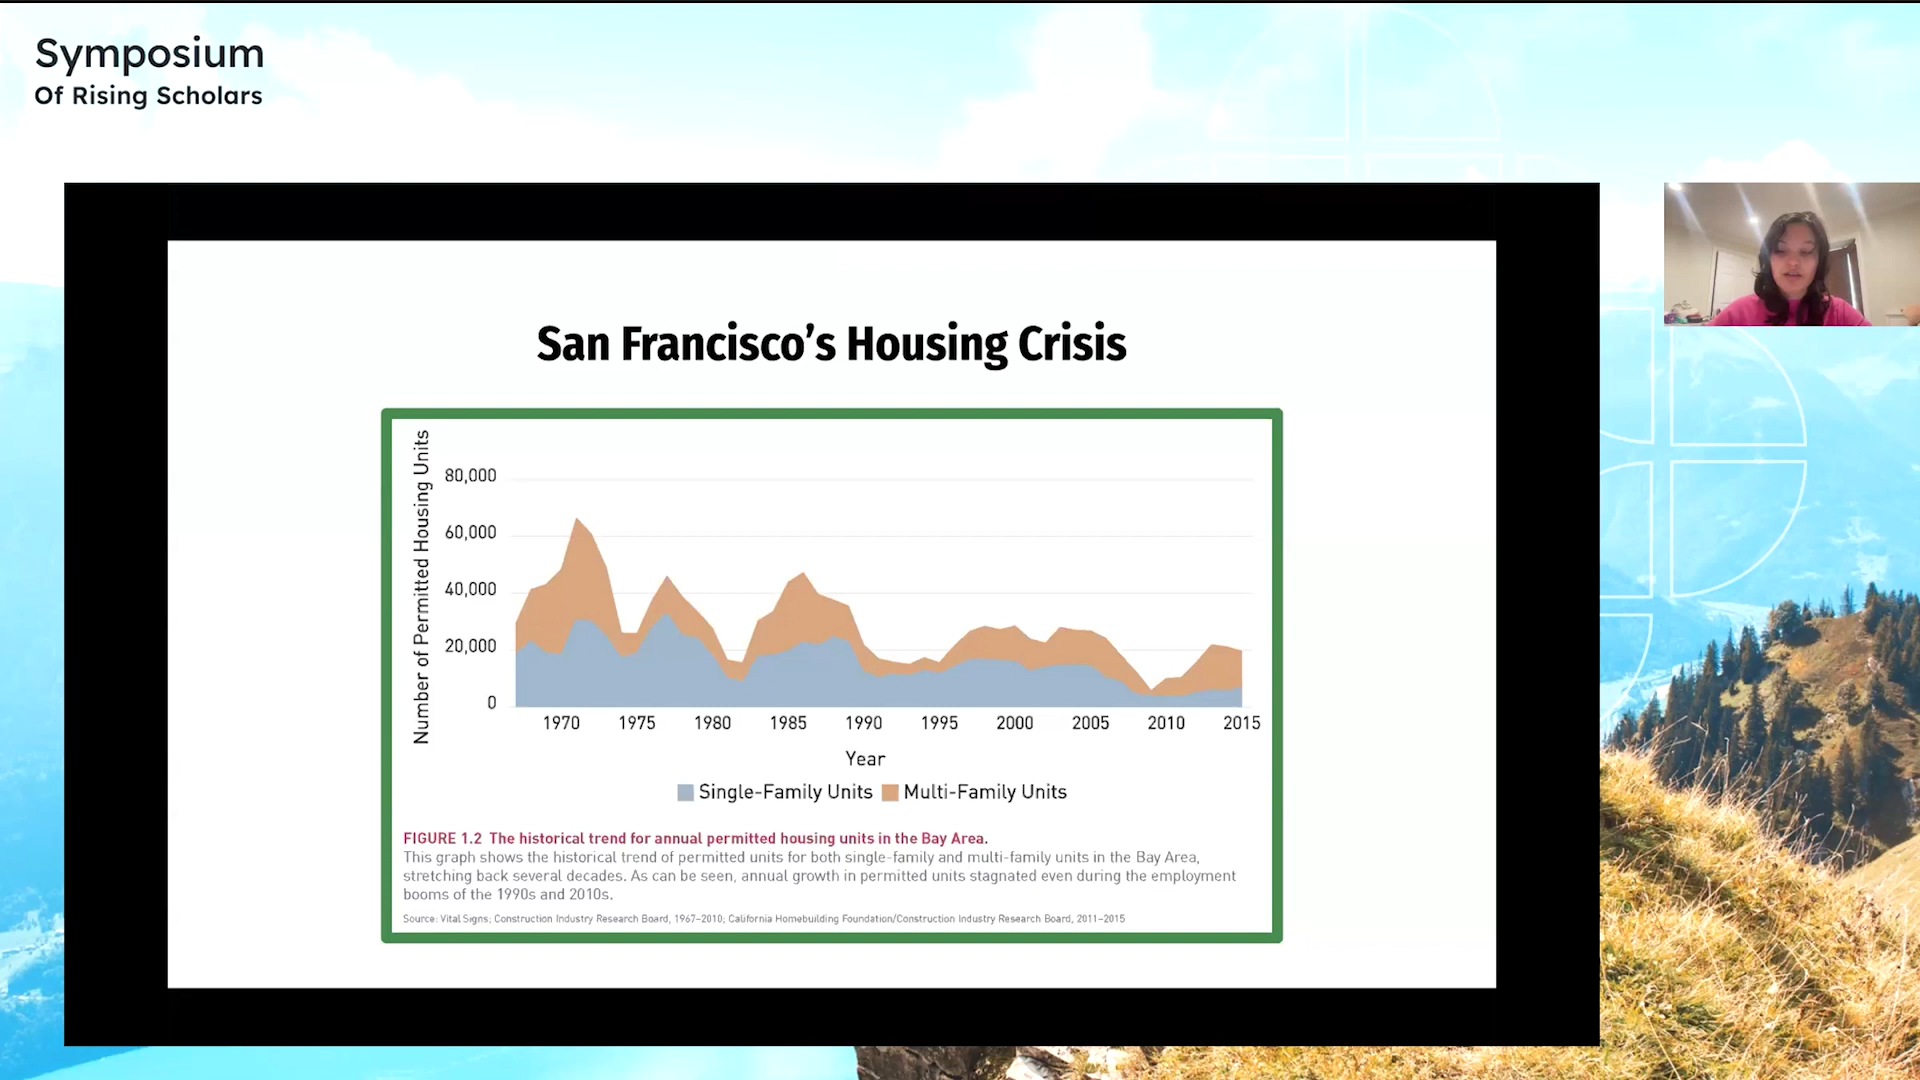 Symposium
Of Rising Scholars
San Francisco's Housing Crisis
Number of Permitted Housing Units
80,000
60,000
40,000
20,000
0
1970 1975 1980 1985 1990 1995 2000 2005 2010 2015
Year
Single-Family Units Multi-Family Units
FIGURE 1.2 The historical trend for annual permitted housing units in the Bay Area.
This graph shows the historical trend of permitted units for both single-family and multi-family units in the Bay Area,
stretching back several decades. As can be seen, annual growth in permitted units stagnated even during the employment
booms of the 1990s and 2010s.
Source: Vital Signs; Construction Industry Research Board, 1967–2010; California Homebuilding Foundation/Construction Industry Research Board, 2011–2015